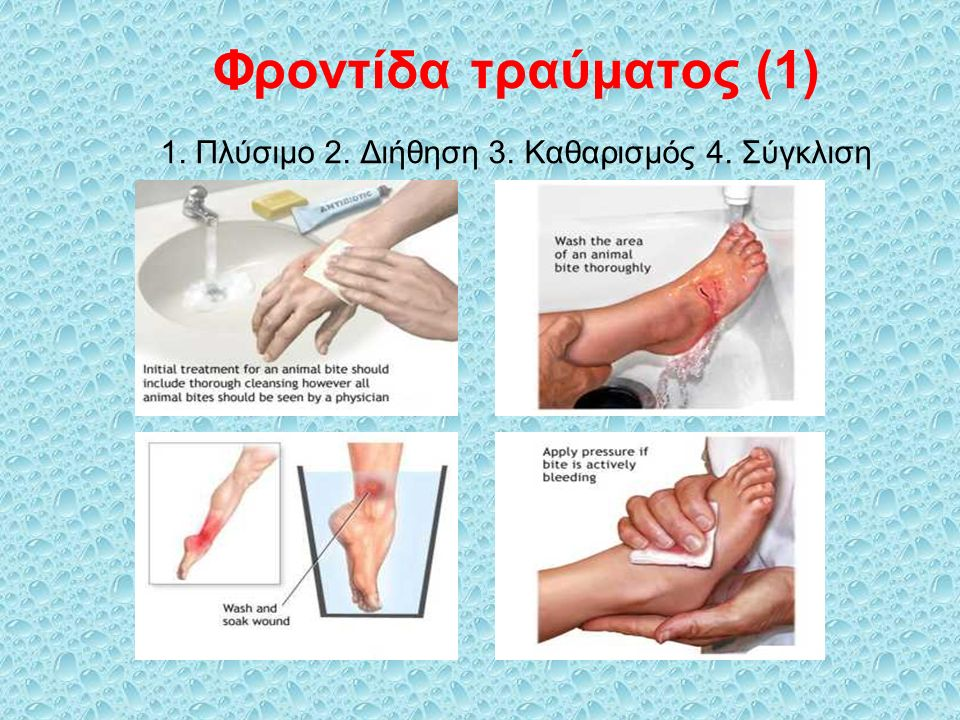 Φροντίδα τραύματος (1)
1. Πλύσιμο 2. Διήθηση 3. Καθαρισμός 4. Σύγκλιση
ANTIBIOTIC
Initial treatment for an animal bite should
include thorough cleansing however all
animal bites should be seen by a physician
Wash the area
of an animal
bite thoroughly
Wash and
soak wound
Apply pressure if
bite is actively
bleeding